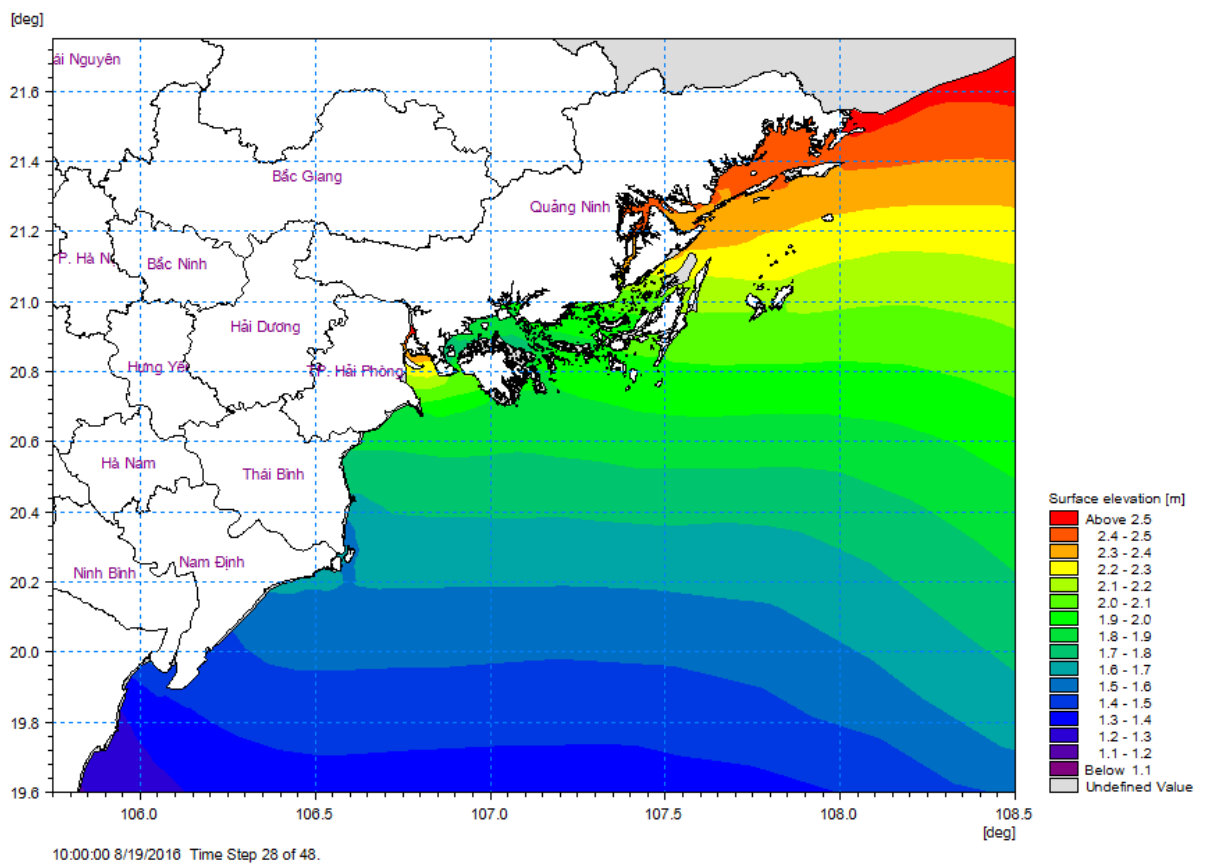 [deg]
ái Nguyên
21.6
21.4
Bắc Giang
Quảng Ninh
21.2
P. Hà N
Bắc Ninh
21.0
Hải Dương
Hưng Yê
TP. Hải Phòng
20.8
20.6
Hà Nam
Thái Bình
20.4
Nam Định
Ninh Bình
20.2
20.0
19.8
19.6
106.0
106.5
107.0
107.5
108.0
108.5
[deg]
Surface elevation [m]
Above 2.5
2.4 - 2.5
2.3 - 2.4
2.2 - 2.3
2.1 - 2.2
2.0 - 2.1
1.9 - 2.0
1.8 - 1.9
1.7 - 1.8
1.6 - 1.7
1.5 - 1.6
1.4 - 1.5
1.3 - 1.4
1.2 - 1.3
1.1 - 1.2
Below 1.1
Undefined Value
10:00:00 8/19/2016 Time Step 28 of 48.